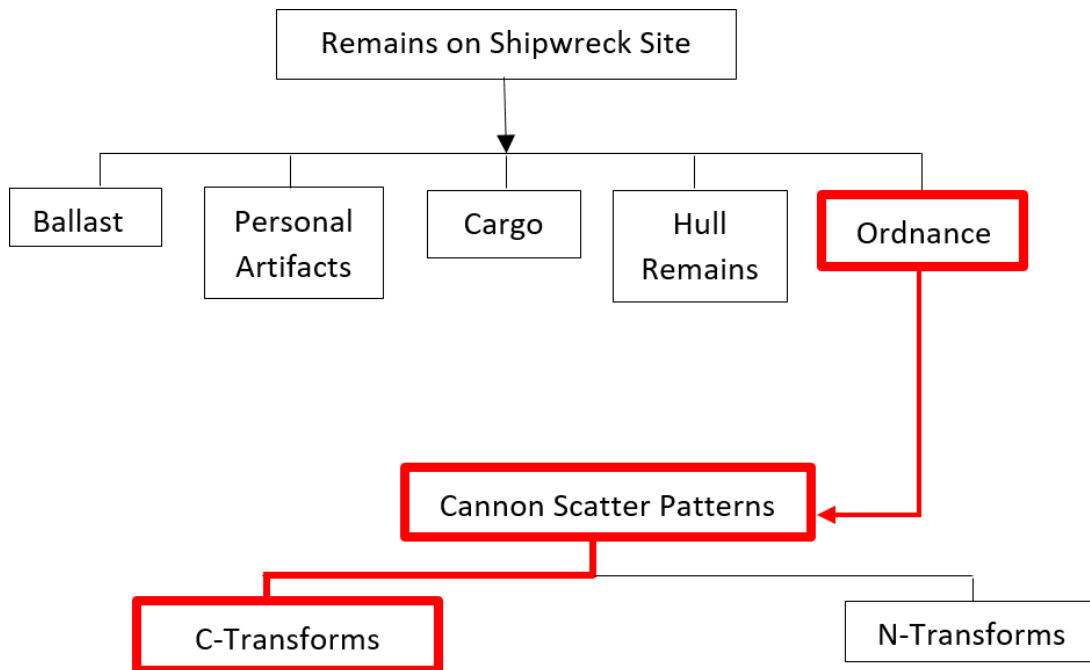 Remains on Shipwreck Site
Ballast
Personal
Artifacts
Cargo
Hull
Remains
Ordnance
Cannon Scatter Patterns
C-Transforms
N-Transforms